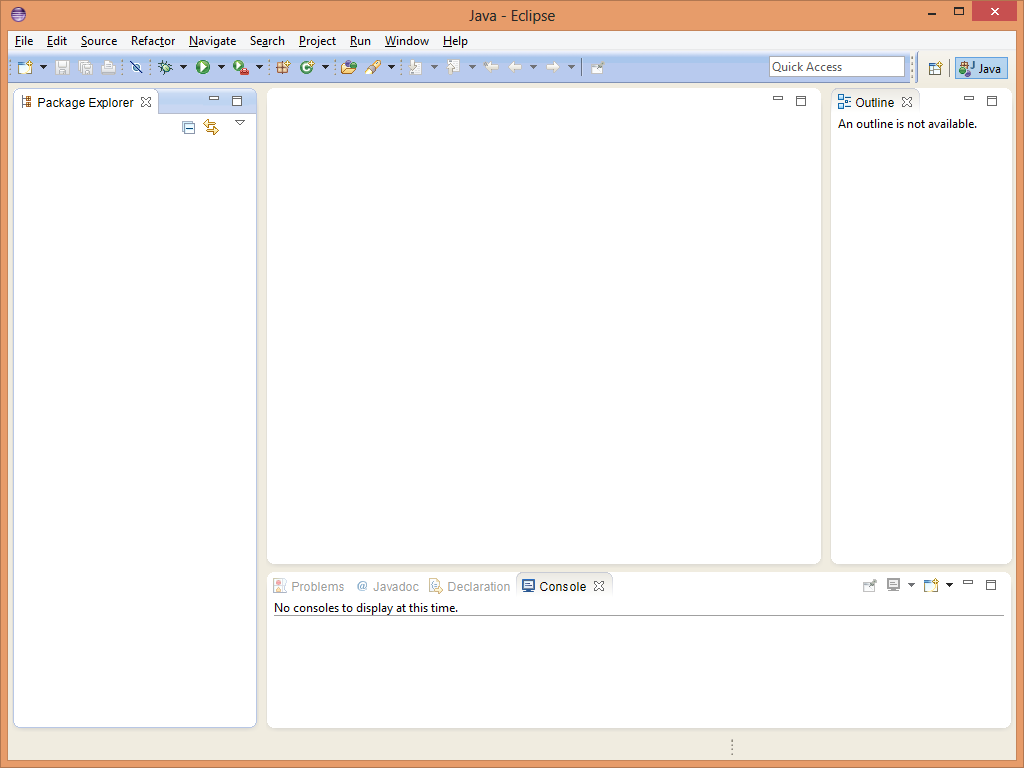 Java - Eclipse
File Edit Source Refactor Navigate Search Project Run Window Help
Quick Access
Java
Package Explorer
Outline
An outline is not available.
Problems @ Javadoc Declaration Console
No consoles to display at this time.